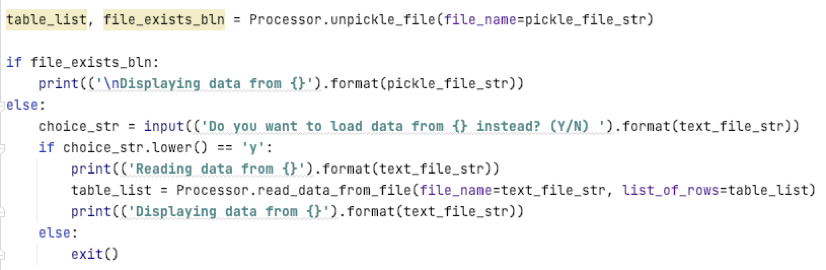 table_list, file_exists_bln = Processor.unpickle_file(file_name=pickle_file_str)
if file_exists_bln:
    print(('\nDisplaying data from {}').format(pickle_file_str))
else:
    choice_str = input(('Do you want to load data from {} instead? (Y/N) ').format(text_file_str))
    if choice_str.lower() == 'y':
        print(('Reading data from {}').format(text_file_str))
        table_list = Processor.read_data_from_file(file_name=text_file_str, list_of_rows=table_list)
        print(('Displaying data from {}').format(text_file_str))
    else:
        exit()